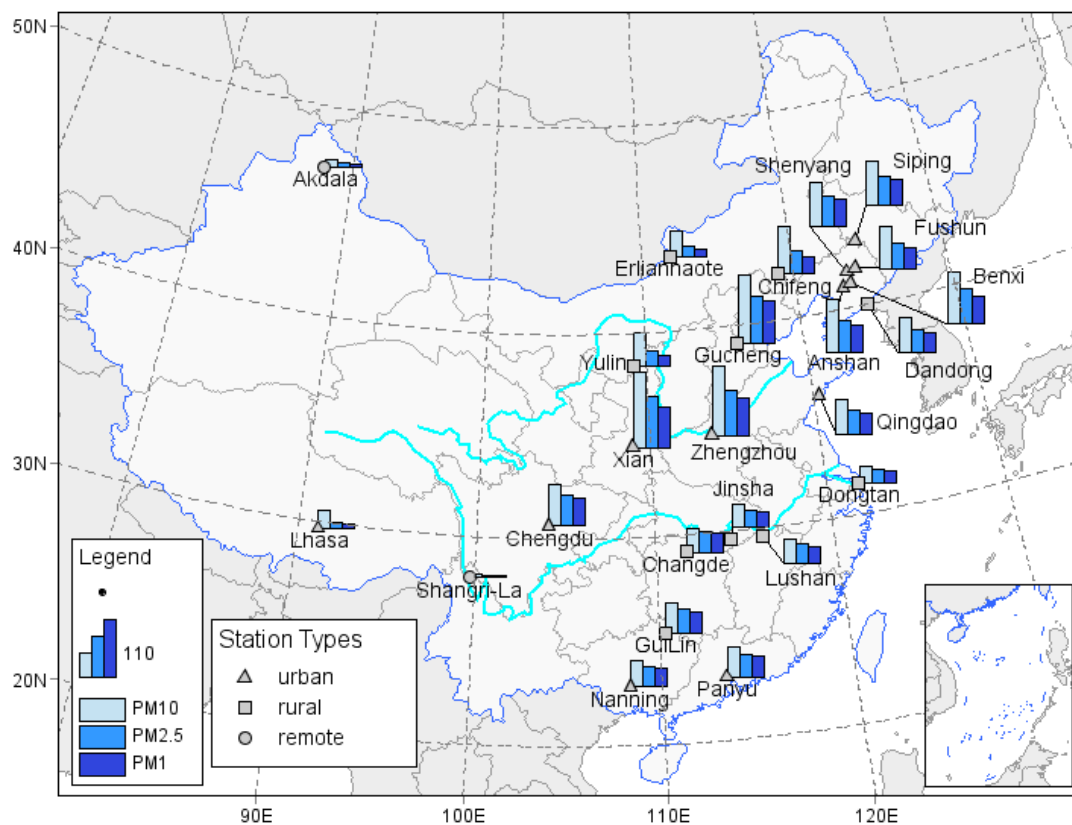 50N
40N
30N
20N
90E
100E
110E
120E
Akdala
Shenyang
Siping
Fushun
Erlianhaote
Chifeng
Benxi
Yulin
Gucheng
Anshan
Dandong
Qingdao
Xian
Zhengzhou
Jinsha
Dongtan
Lhasa
Chengdu
Changde
Lushan
Shangri-La
GuiLin
Nanning
Panyu
Legend
110
PM10
PM2.5
PM1
Station Types
urban
rural
remote